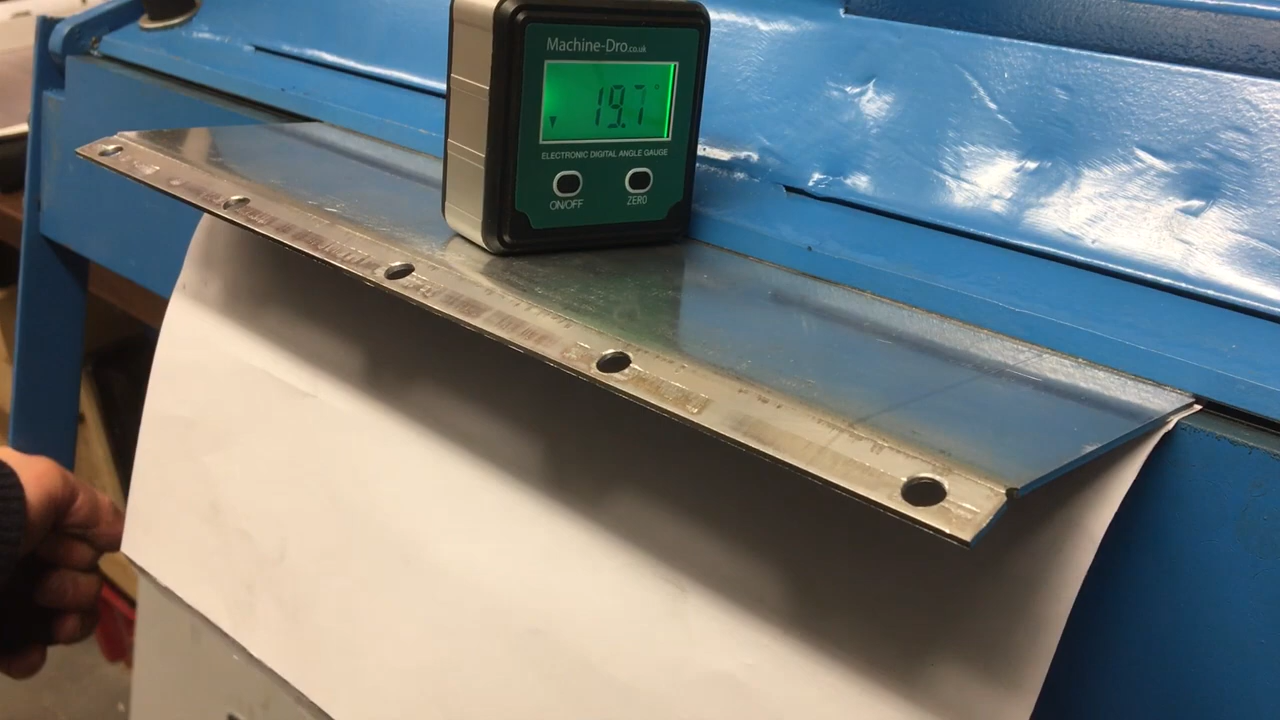 Machine-Dro.co.uk
19.7°
ELECTRONIC DIGITAL ANGLE GAUGE
ON/OFF ZERO